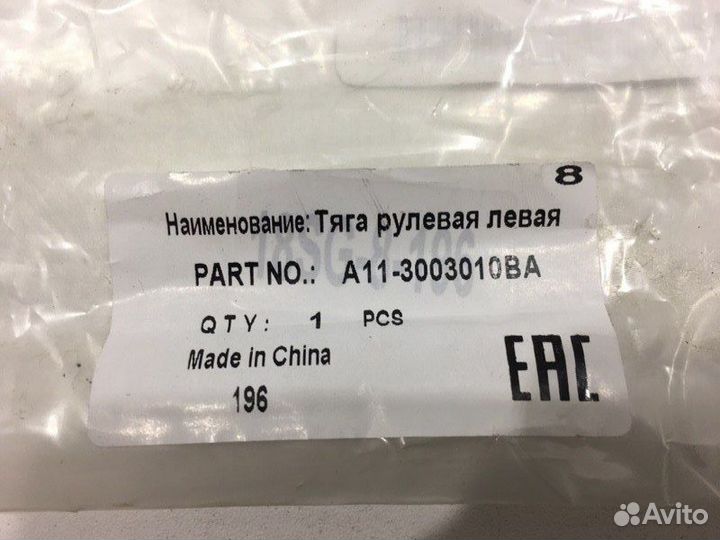 8
Наименование: Тяга рулевая левая
PART NO.: A11-3003010BA
QTY: 1 PCS
Made in China
196
EAC
Avito